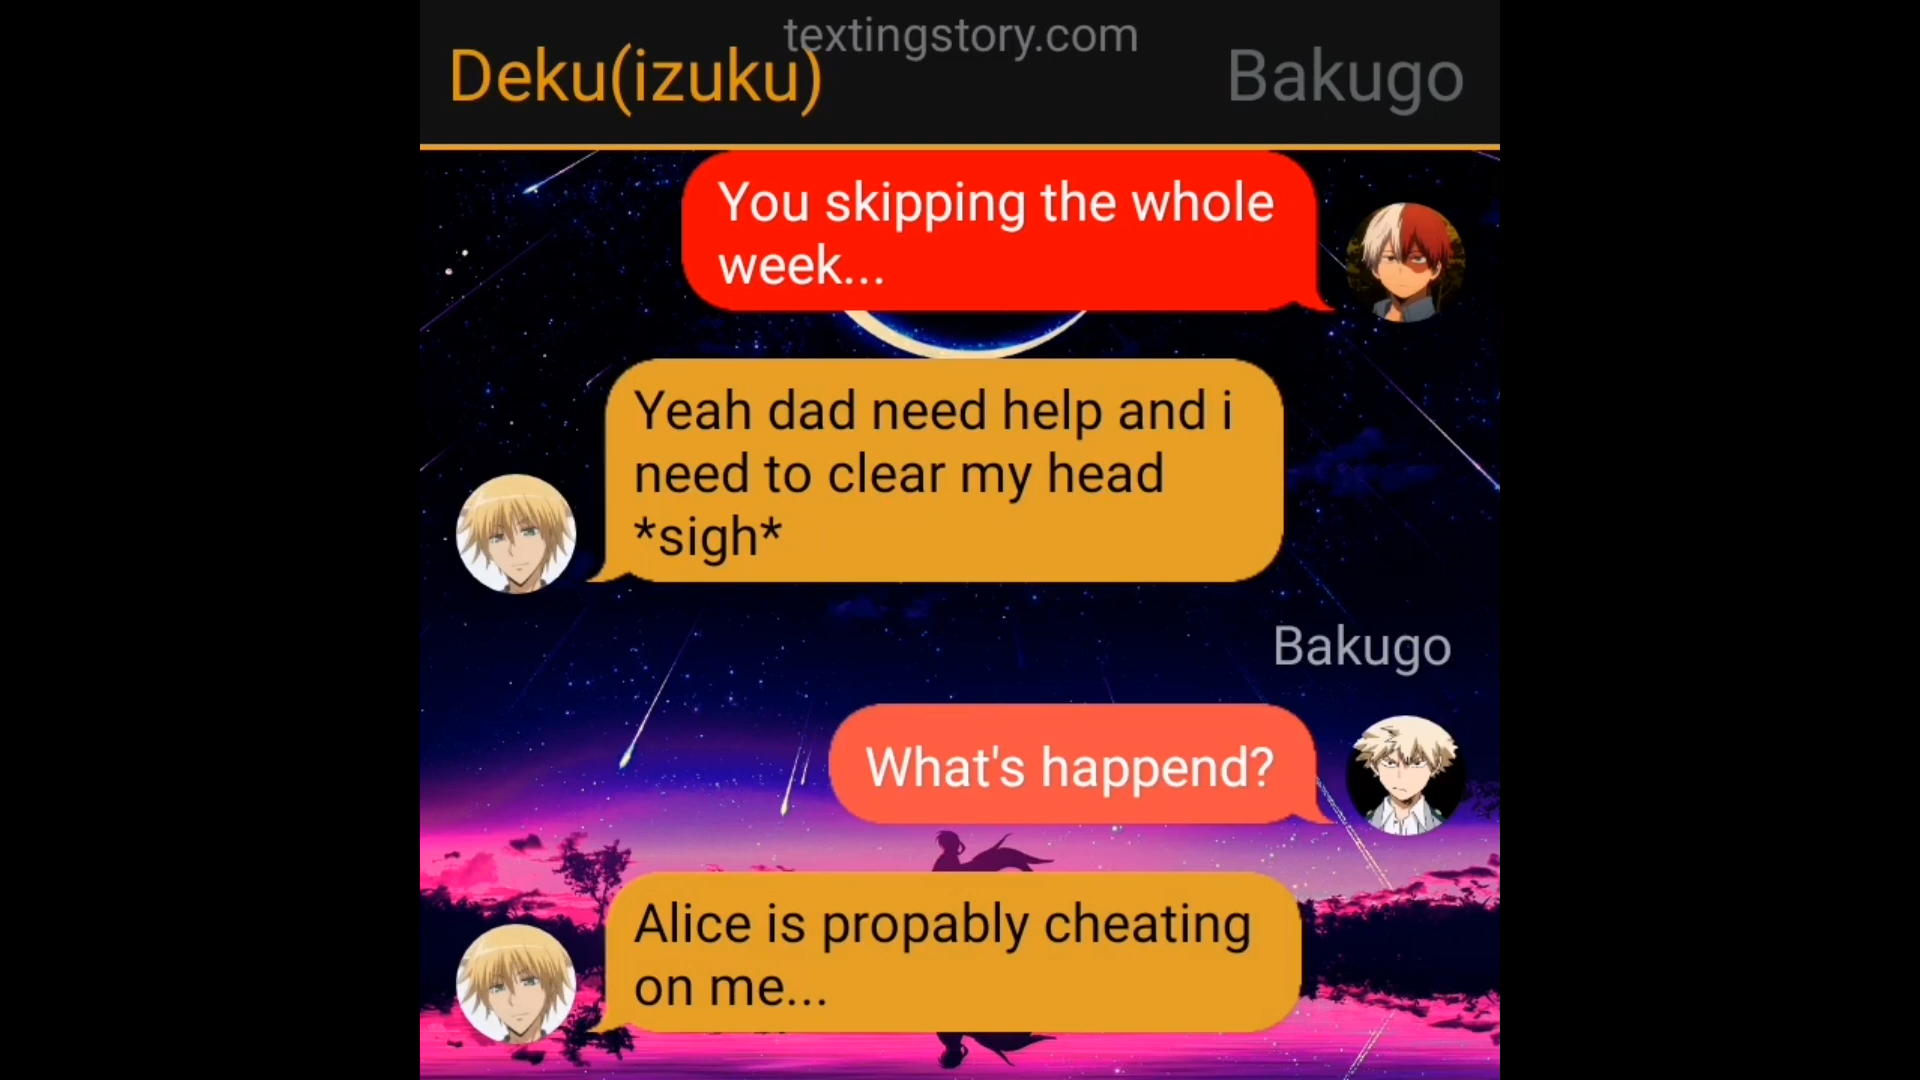 textingstory.com
Deku(izuku)
Bakugo
You skipping the whole
week...
Yeah dad need help and i
need to clear my head
*sigh*
Bakugo
What's happend?
Alice is propably cheating
on me...